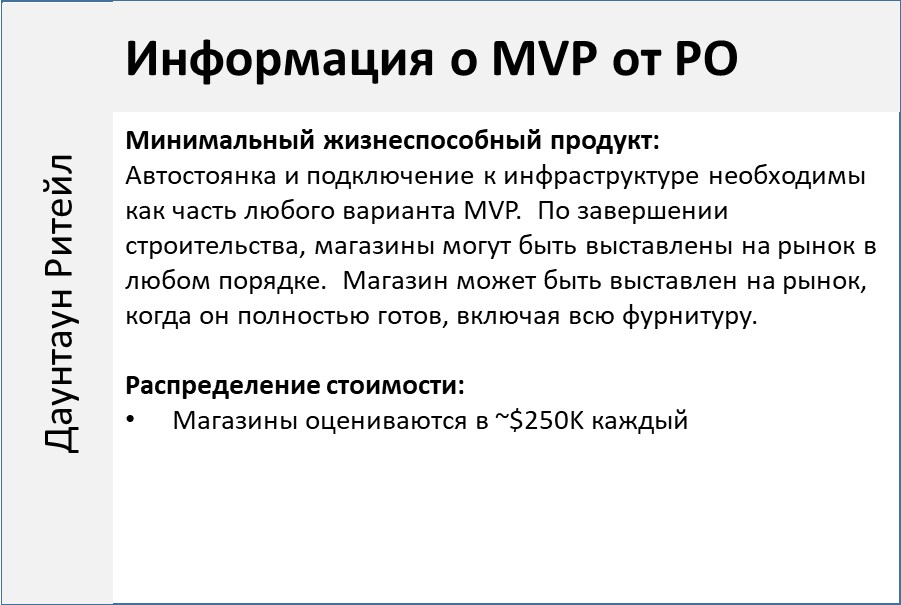 Информация о MVP от PO
Даунтаун Ритейл
Минимальный жизнеспособный продукт:
Автостоянка и подключение к инфраструктуре необходимы
как часть любого варианта MVP.  По завершении
строительства, магазины могут быть выставлены на рынок в
любом порядке.  Магазин может быть выставлен на рынок,
когда он полностью готов, включая всю фурнитуру.
Распределение стоимости:
•	Магазины оцениваются в ~$250K каждый